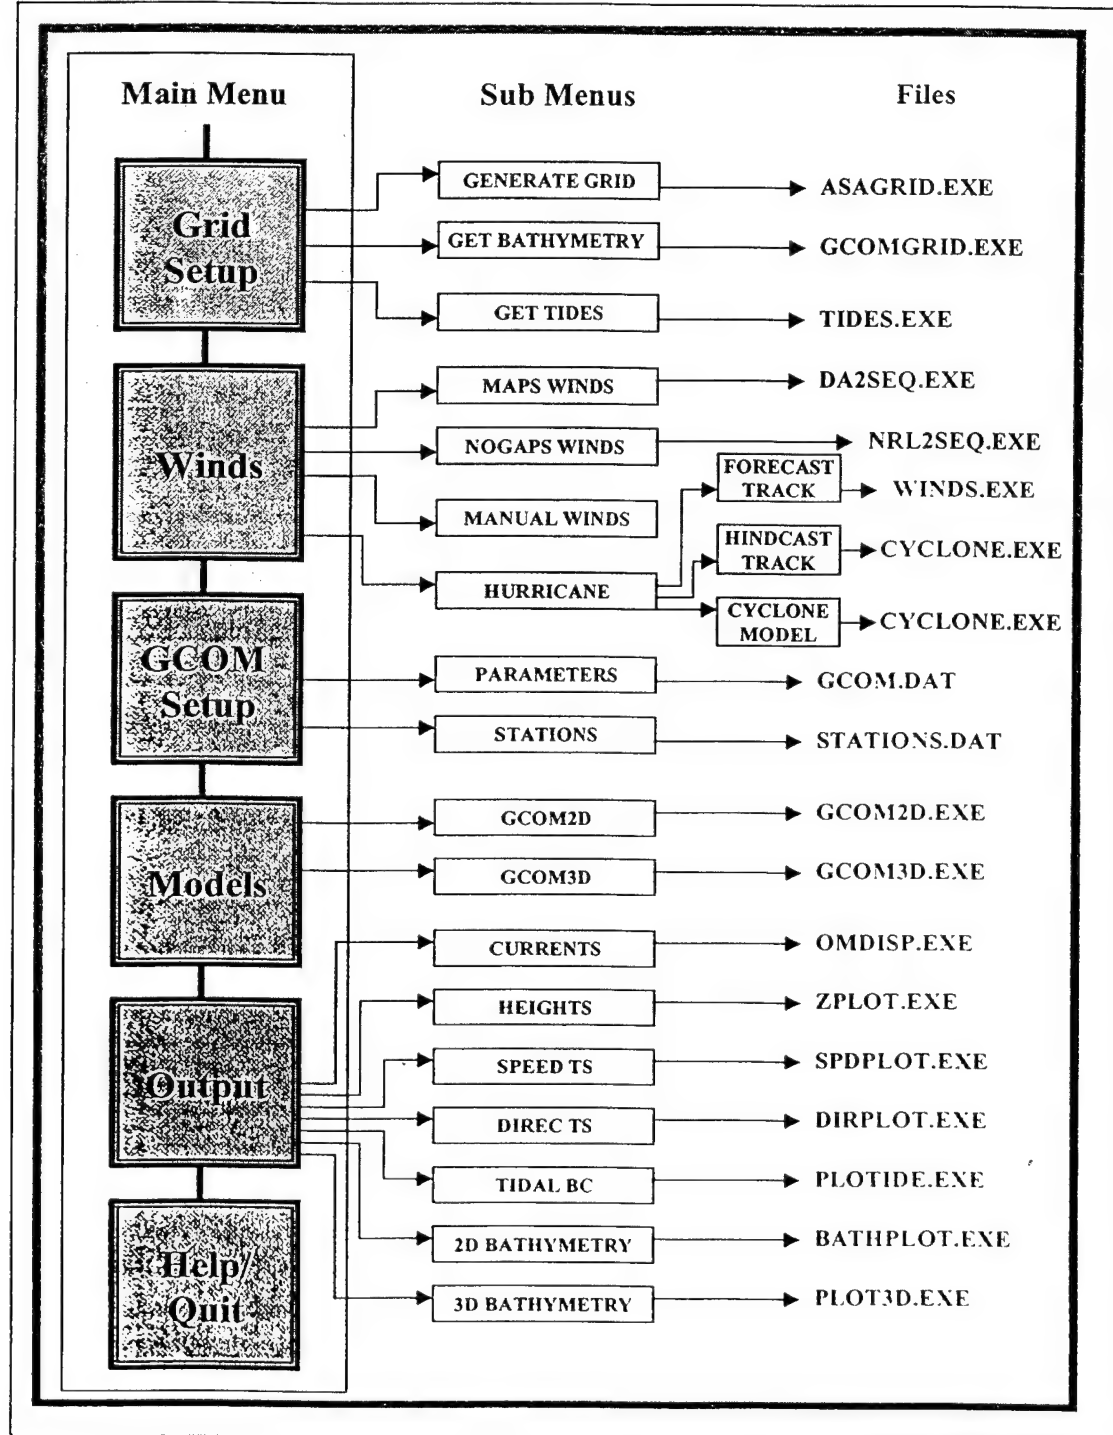 Main Menu
Sub Menus
Files
Grid
Setup
GENERATE GRID
ASAGRID.EXE
GET BATHYMETRY
GCOMGRID.EXE
GET TIDES
TIDES.EXE
Winds
MAPS WINDS
DA2SEQ.EXE
NOGAPS WINDS
NRL2SEQ.EXE
MANUAL WINDS
HURRICANE
FORECAST
TRACK
WINDS.EXE
HINDCAST
TRACK
CYCLONE.EXE
CYCLONE
MODEL
CYCLONE.EXE
GCOM
Setup
PARAMETERS
GCOM.DAT
STATIONS
STATIONS.DAT
Models
GCOM2D
GCOM2D.EXE
GCOM3D
GCOM3D.EXE
Output
CURRENTS
OMDISP.EXE
HEIGHTS
ZPLOT.EXE
SPEED TS
SPDPLOT.EXE
DIREC TS
DIRPLOT.EXE
TIDAL BC
PLOTIDE.EXE
2D BATHYMETRY
BATHPLOT.EXE
3D BATHYMETRY
PLOT3D.EXE
Help/
Quit